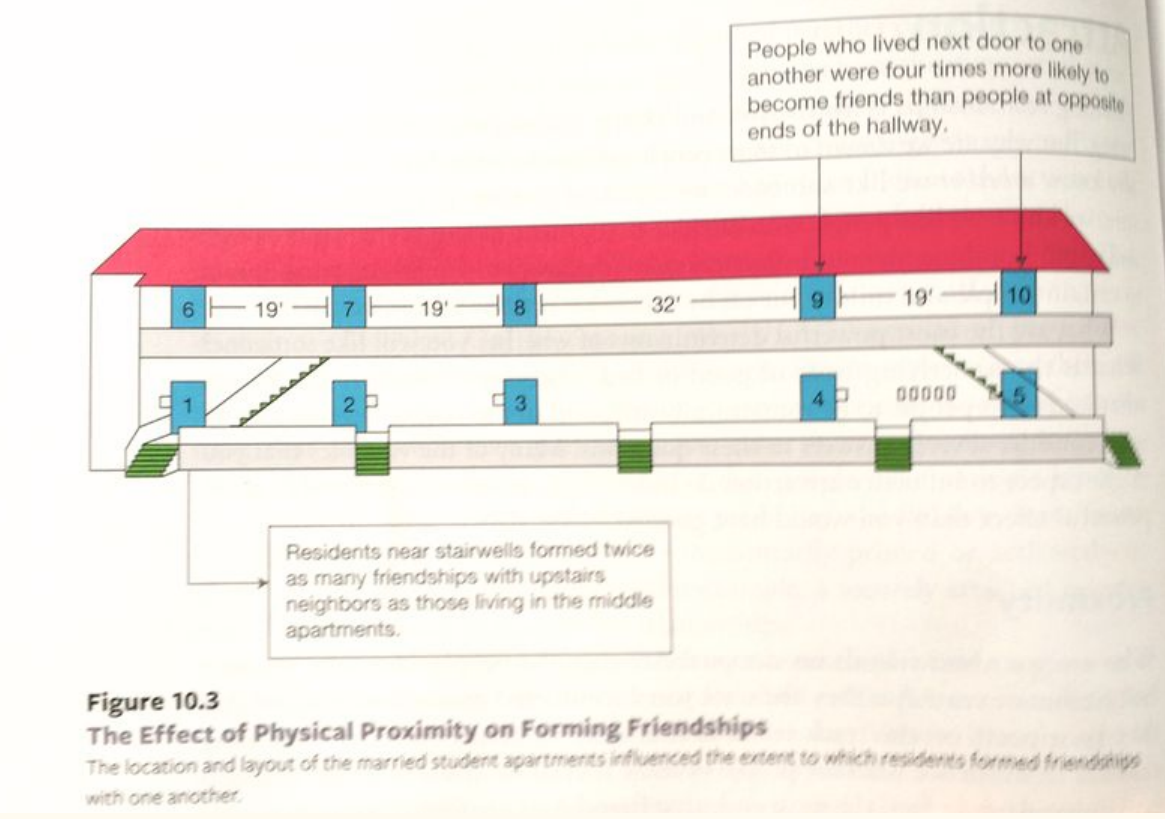 People who lived next door to one
another were four times more likely to
become friends than people at opposite
ends of the hallway.
6 19' 7 19' 8 32' 9 19' 10
1 2 3 4 5
Residents near stairwells formed twice
as many friendships with upstairs
neighbors as those living in the middle
apartments.
Figure 10.3
The Effect of Physical Proximity on Forming Friendships
The location and layout of the married student apartments influenced the extent to which residents formed friendships
with one another.